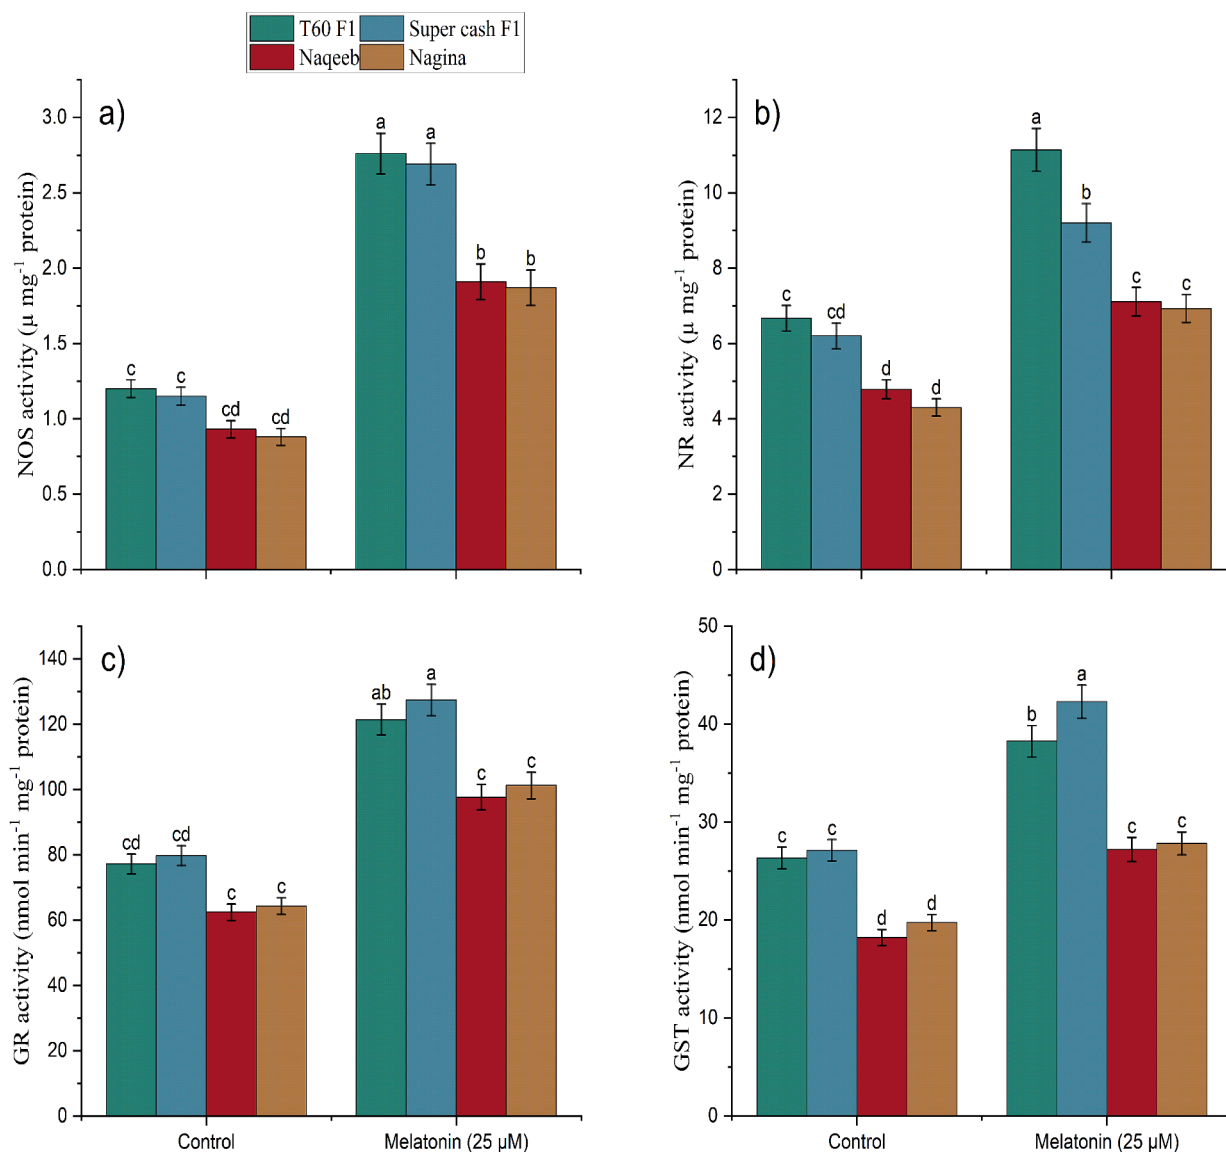 T60 F1 Super cash F1
Naqeeb Nagina
a)
NOS activity (µ mg-1 protein)
3.0
2.5
2.0
1.5
1.0
0.5
0.0
c c cd cd a a b b
b)
NR activity (µ mg-1 protein)
12
10
8
6
4
2
0
c cd d d a b c c
c)
GR activity (nmol min-1 mg-1 protein)
140
120
100
80
60
40
20
0
cd cd c c ab a c c
Control Melatonin (25 µM)
d)
GST activity (nmol min-1 mg-1 protein)
50
40
30
20
10
0
c c d d b a c c
Control Melatonin (25 µM)